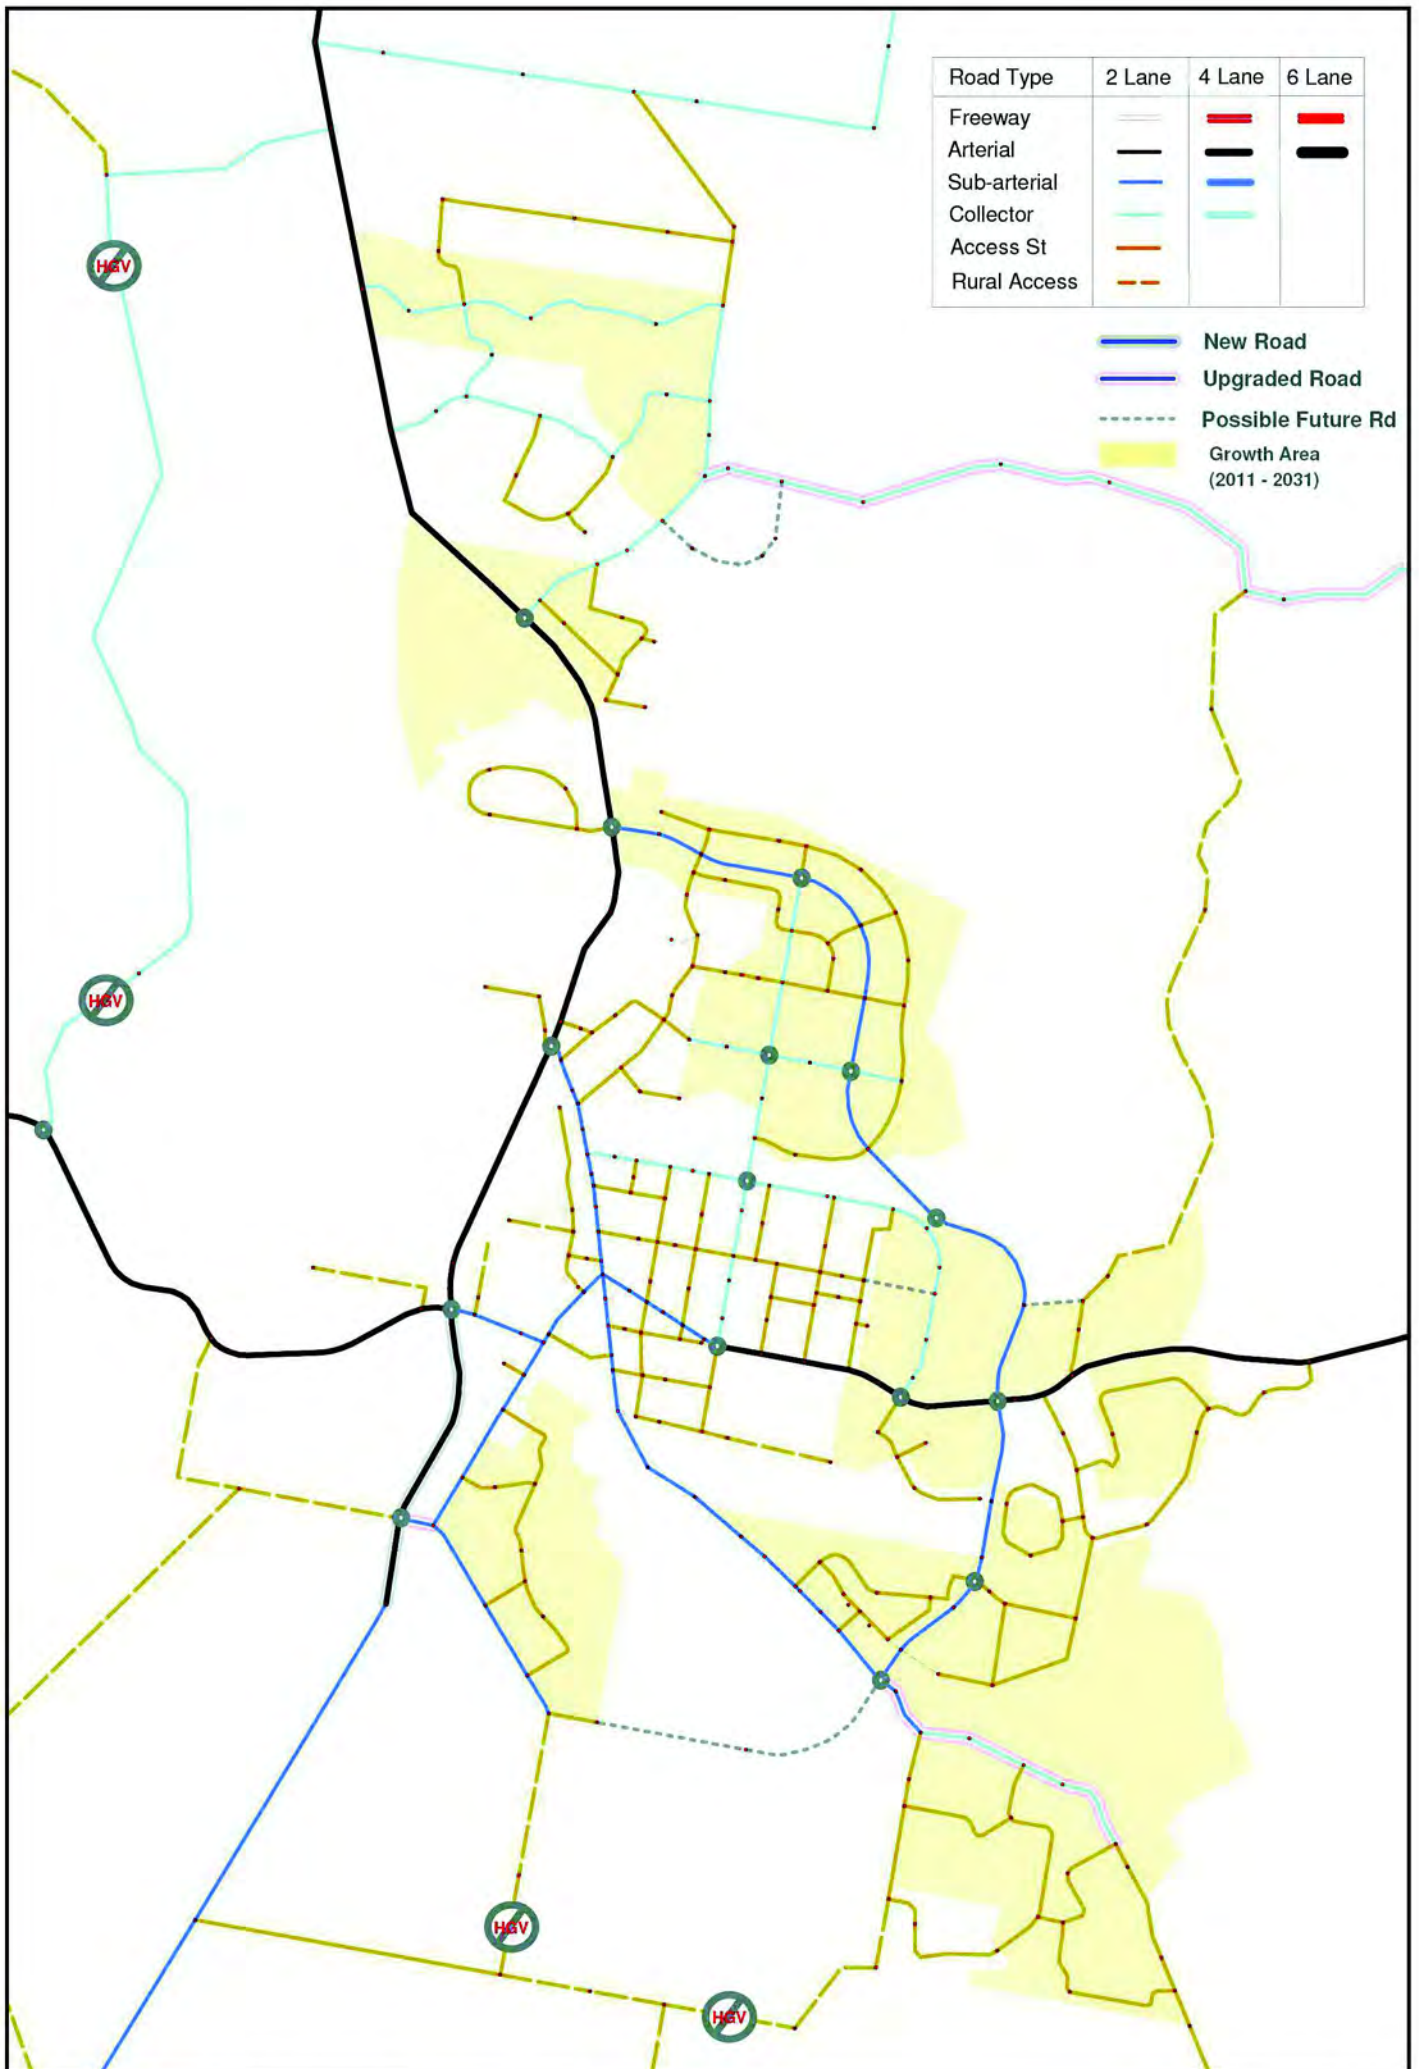 Road Type 2 Lane 4 Lane 6 Lane
Freeway
Arterial
Sub-arterial
Collector
Access St
Rural Access
New Road
Upgraded Road
Possible Future Rd
Growth Area
(2011 - 2031)
HGV
HGV
HGV
HGV